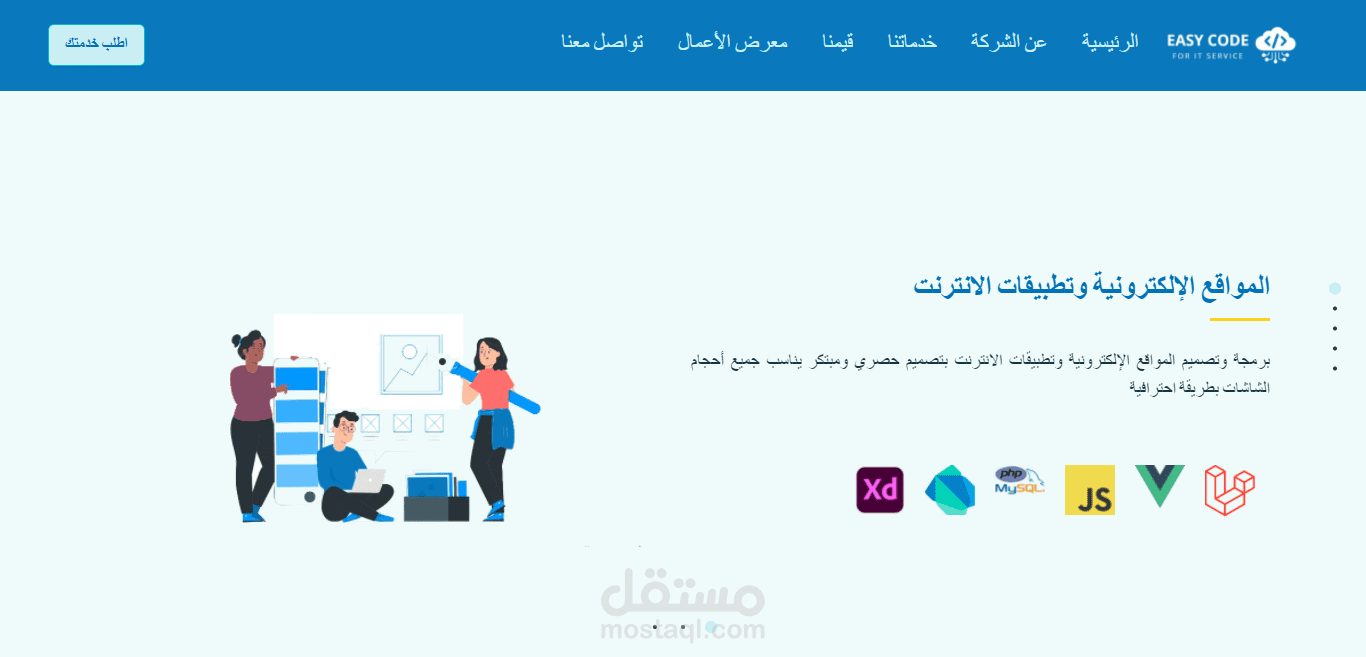 EASY CODE
FOR IT SERVICE
الرئيسية
عن الشركة
خدماتنا
قيمنا
معرض الأعمال
تواصل معنا
اطلب خدمتك
المواقع الإلكترونية وتطبيقات الانترنت
برمجة وتصميم المواقع الإلكترونية وتطبيقات الانترنت بتصميم حصري ومبتكر يناسب جميع أحجام
الشاشات بطريقة احترافية
JS
php
MySQL
Xd
مستقل
mostaql.com